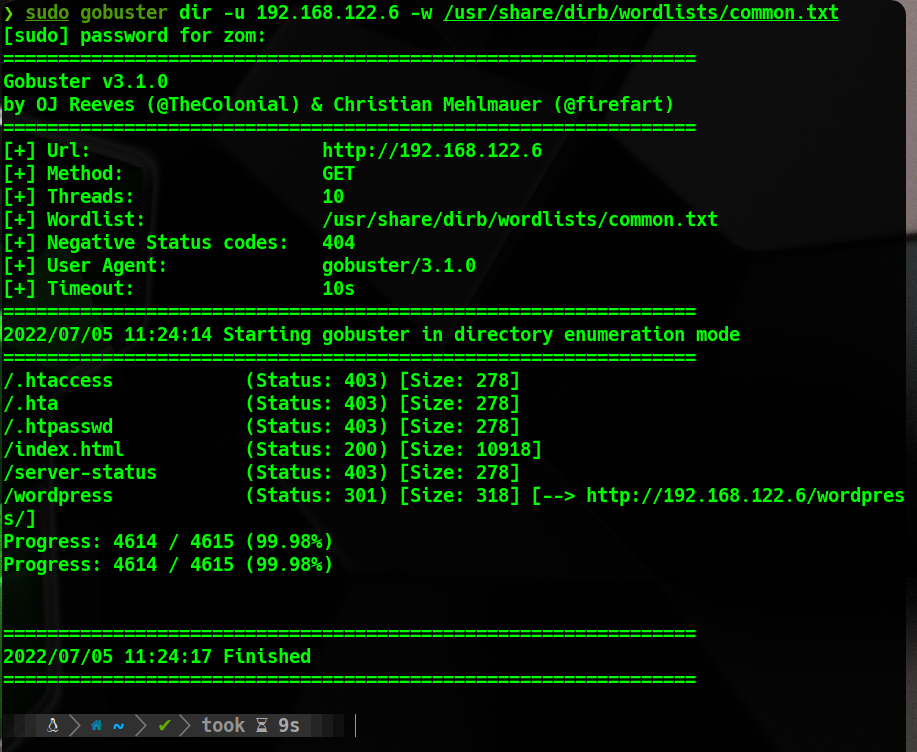 ❯ sudo gobuster dir -u 192.168.122.6 -w /usr/share/dirb/wordlists/common.txt
[sudo] password for zom:
===============================================================
Gobuster v3.1.0
by OJ Reeves (@TheColonial) & Christian Mehlmauer (@firefart)
===============================================================
[+] Url:                     http://192.168.122.6
[+] Method:                  GET
[+] Threads:                 10
[+] Wordlist:                /usr/share/dirb/wordlists/common.txt
[+] Negative Status codes:   404
[+] User Agent:              gobuster/3.1.0
[+] Timeout:                 10s
===============================================================
2022/07/05 11:24:14 Starting gobuster in directory enumeration mode
===============================================================
/.htaccess            (Status: 403) [Size: 278]
/.hta                 (Status: 403) [Size: 278]
/.htpasswd            (Status: 403) [Size: 278]
/index.html           (Status: 200) [Size: 10918]
/server-status        (Status: 403) [Size: 278]
/wordpress            (Status: 301) [Size: 318] [--> http://192.168.122.6/wordpres
s/]
Progress: 4614 / 4615 (99.98%)
Progress: 4614 / 4615 (99.98%)
===============================================================
2022/07/05 11:24:17 Finished
===============================================================
~ ✔ took ⏳ 9s